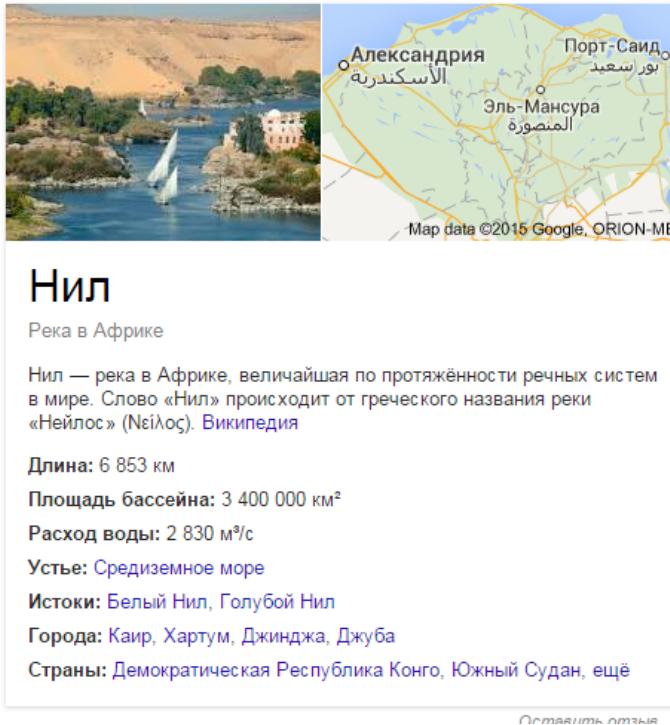 Александрия
الأسكندرية
Порт-Саид
بور سعيد
Эль-Мансура
المنصورة
Map data ©2015 Google, ORION-ME
Нил
Река в Африке
Нил — река в Африке, величайшая по протяжённости речных систем
в мире. Слово «Нил» происходит от греческого названия реки
«Нейлос» (Νείλος). Википедия
Длина: 6 853 км
Площадь бассейна: 3 400 000 км²
Расход воды: 2 830 м³/с
Устье: Средиземное море
Истоки: Белый Нил, Голубой Нил
Города: Каир, Хартум, Джинджа, Джуба
Страны: Демократическая Республика Конго, Южный Судан, ещё
Оставить отзыв